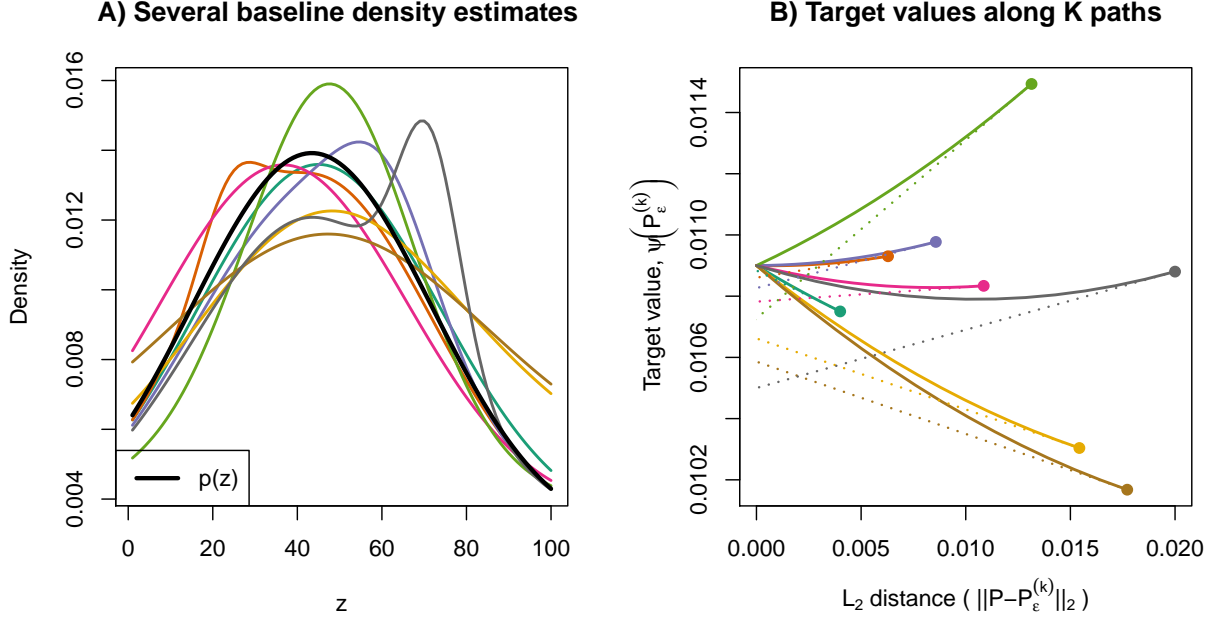 A) Several baseline density estimates
0.016
0.012
0.008
0.004
Density
p(z)
0 20 40 60 80 100
z
B) Target values along K paths
0.0114
0.0110
0.0106
0.0102
Target value, ψ(P_ε^(k))
0.000 0.005 0.010 0.015 0.020
L₂ distance ( ||P−P_ε^(k)||₂ )